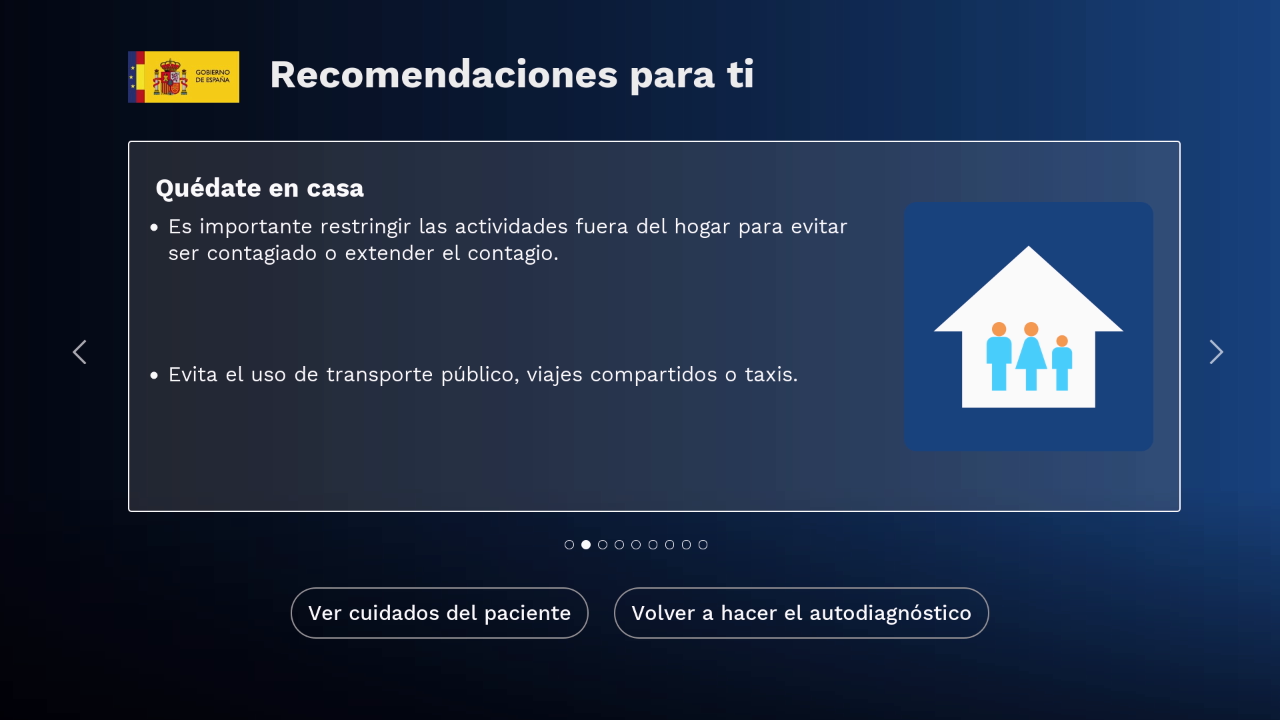 GOBIERNO
DE ESPAÑA
Recomendaciones para ti
Quédate en casa
• Es importante restringir las actividades fuera del hogar para evitar
ser contagiado o extender el contagio.
• Evita el uso de transporte público, viajes compartidos o taxis.
Ver cuidados del paciente
Volver a hacer el autodiagnóstico